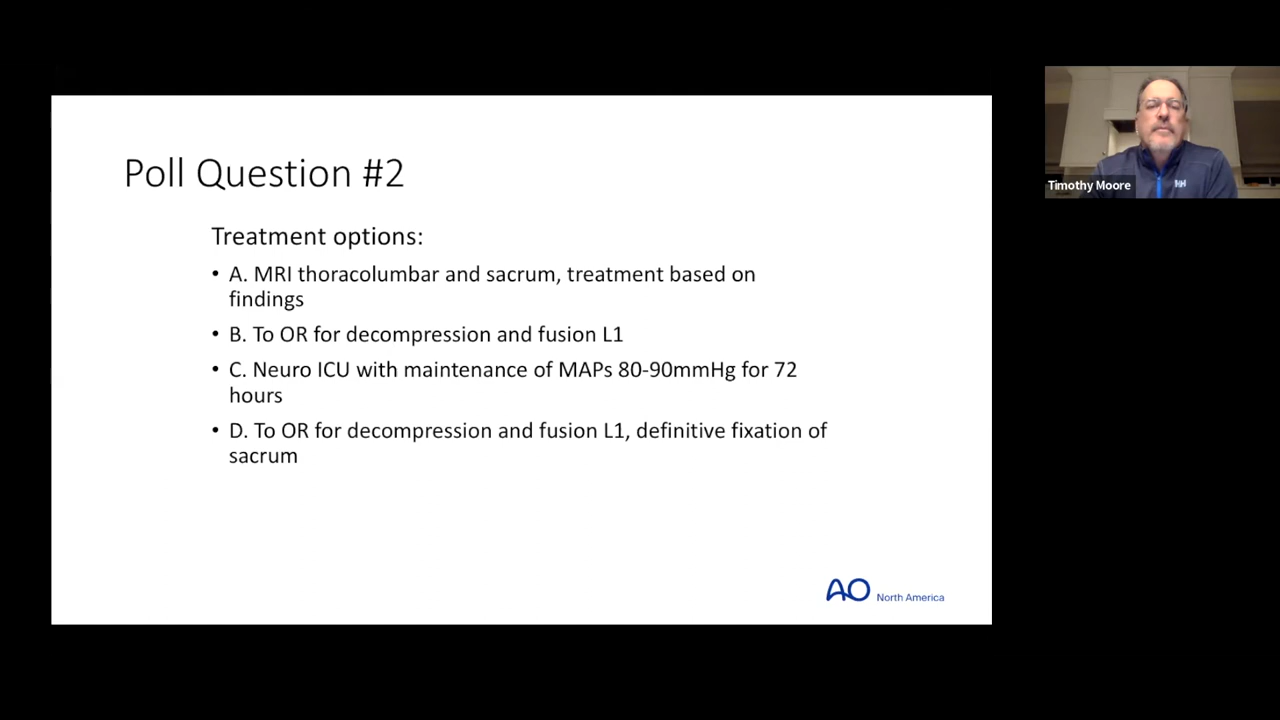 Poll Question #2
Treatment options:
• A. MRI thoracolumbar and sacrum, treatment based on
findings
• B. To OR for decompression and fusion L1
• C. Neuro ICU with maintenance of MAPs 80-90mmHg for 72
hours
• D. To OR for decompression and fusion L1, definitive fixation of
sacrum
AO North America
Timothy Moore
HH